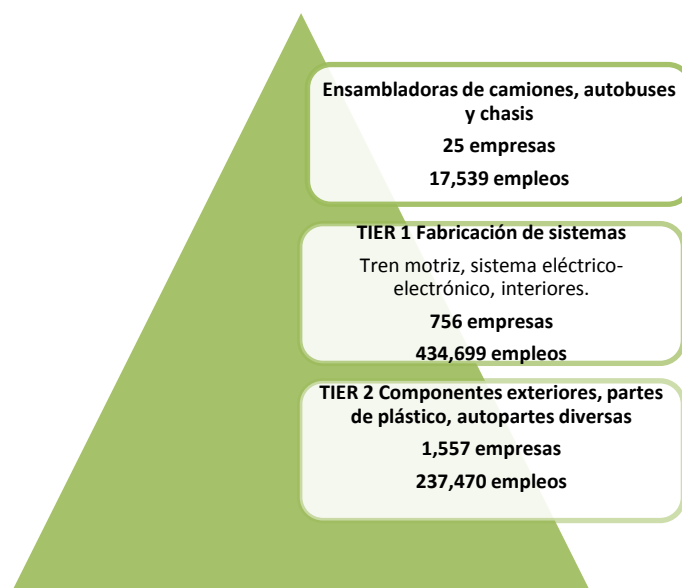 Ensambladoras de camiones, autobuses
y chasis
25 empresas
17,539 empleos
TIER 1 Fabricación de sistemas
Tren motriz, sistema eléctrico-
electrónico, interiores.
756 empresas
434,699 empleos
TIER 2 Componentes exteriores, partes
de plástico, autopartes diversas
1,557 empresas
237,470 empleos